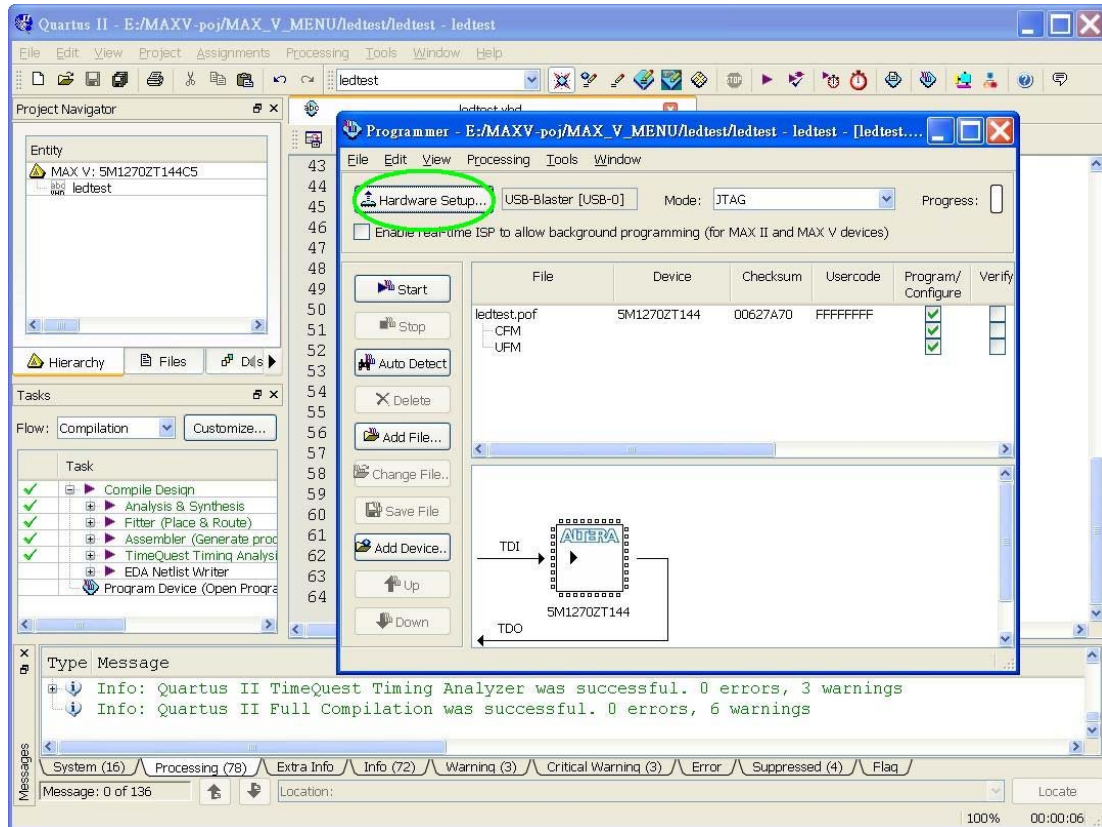 Quartus II - E:/MAXV-poj/MAX_V_MENU/ledtest/ledtest - ledtest
File Edit View Project Assignments Processing Tools Window Help
ledtest
Project Navigator
Entity
MAX V: 5M1270ZT144C5
ledtest
Hierarchy
Files
Tasks
Flow:
Compilation
Customize...
Task
Compile Design
Analysis & Synthesis
Fitter (Place & Route)
Assembler (Generate prog
TimeQuest Timing Analysi
EDA Netlist Writer
Program Device (Open Progra
ledtest.vhd
43
44
45
46
47
48
49
50
51
52
53
54
55
56
57
58
59
60
61
62
63
64
Programmer - E:/MAXV-poj/MAX_V_MENU/ledtest/ledtest - ledtest - [ledtest....
File Edit View Processing Tools Window
Hardware Setup...
USB-Blaster [USB-0]
Mode:
JTAG
Progress:
Enable real-time ISP to allow background programming (for MAX II and MAX V devices)
Start
Stop
Auto Detect
Delete
Add File...
Change File..
Save File
Add Device..
Up
Down
File Device Checksum Usercode Program/ Configure Verify
ledtest.pof 5M1270ZT144 00627A70 FFFFFFFF
CFM
UFM
TDI
ALTERA
5M1270ZT144
TDO
Type Message
Info: Quartus II TimeQuest Timing Analyzer was successful. 0 errors, 3 warnings
Info: Quartus II Full Compilation was successful. 0 errors, 6 warnings
Messages
System (16) Processing (78) Extra Info Info (72) Warning (3) Critical Warning (3) Error Suppressed (4) Flag
Message: 0 of 136
Location:
Locate
100% 00:00:06